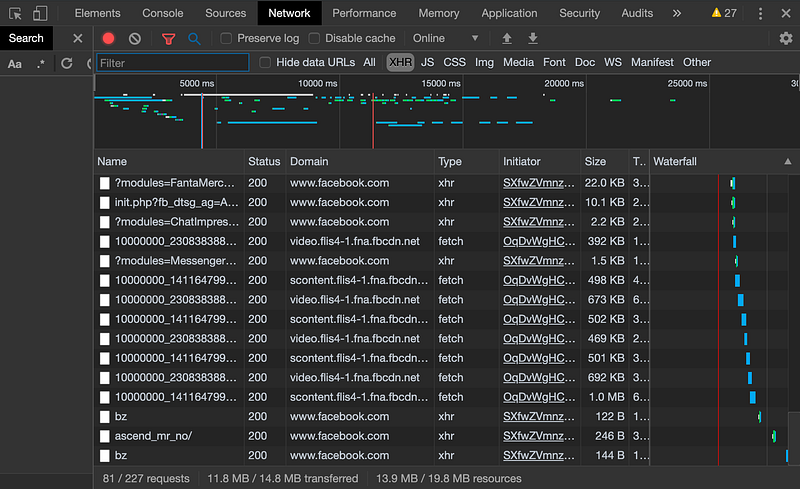 Elements Console Sources Network Performance Memory Application Security Audits » 27
Search
Preserve log Disable cache Online
Aa .*
Filter Hide data URLs All XHR JS CSS Img Media Font Doc WS Manifest Other
5000 ms 10000 ms 15000 ms 20000 ms 25000 ms
Name Status Domain Type Initiator Size T... Waterfall
?modules=FantaMerc... 200 www.facebook.com xhr SXfwZVmnz... 22.0 KB 3...
init.php?fb_dtsg_ag=A... 200 www.facebook.com xhr SXfwZVmnz... 10.1 KB 2...
?modules=ChatImpres... 200 www.facebook.com xhr SXfwZVmnz... 2.2 KB 2...
10000000_230838388... 200 video.flis4-1.fna.fbcdn.net fetch OqDvWgHC... 392 KB 1...
?modules=Messenger... 200 www.facebook.com xhr SXfwZVmnz... 1.5 KB 1...
10000000_141164799... 200 scontent.flis4-1.fna.fbcdn... fetch OqDvWgHC... 498 KB 4...
10000000_230838388... 200 video.flis4-1.fna.fbcdn.net fetch OqDvWgHC... 673 KB 6...
10000000_141164799... 200 scontent.flis4-1.fna.fbcdn... fetch OqDvWgHC... 502 KB 3...
10000000_230838388... 200 video.flis4-1.fna.fbcdn.net fetch OqDvWgHC... 469 KB 2...
10000000_141164799... 200 scontent.flis4-1.fna.fbcdn... fetch OqDvWgHC... 501 KB 3...
10000000_230838388... 200 video.flis4-1.fna.fbcdn.net fetch OqDvWgHC... 692 KB 3...
10000000_141164799... 200 scontent.flis4-1.fna.fbcdn... fetch OqDvWgHC... 1.0 MB 6...
bz 200 www.facebook.com xhr SXfwZVmnz... 122 B 1...
ascend_mr_no/ 200 www.facebook.com xhr SXfwZVmnz... 246 B 3...
bz 200 www.facebook.com xhr SXfwZVmnz... 144 B 1...
81 / 227 requests 11.8 MB / 14.8 MB transferred 13.9 MB / 19.8 MB resources